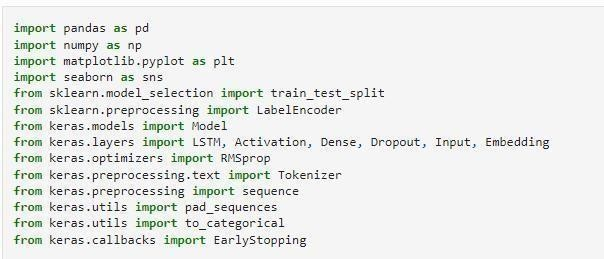 import pandas as pd
import numpy as np
import matplotlib.pyplot as plt
import seaborn as sns
from sklearn.model_selection import train_test_split
from sklearn.preprocessing import LabelEncoder
from keras.models import Model
from keras.layers import LSTM, Activation, Dense, Dropout, Input, Embedding
from keras.optimizers import RMSprop
from keras.preprocessing.text import Tokenizer
from keras.preprocessing import sequence
from keras.utils import pad_sequences
from keras.utils import to_categorical
from keras.callbacks import EarlyStopping